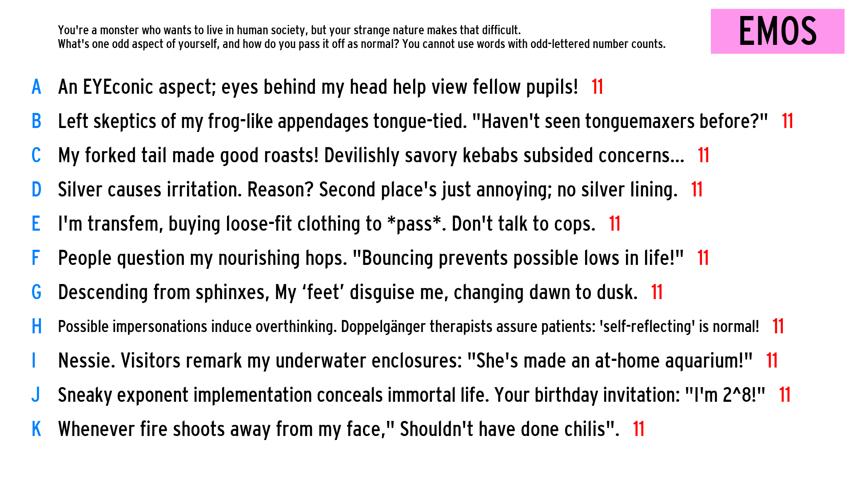 You're a monster who wants to live in human society, but your strange nature makes that difficult.
What's one odd aspect of yourself, and how do you pass it off as normal? You cannot use words with odd-lettered number counts.
EMOS
A An EYEconic aspect; eyes behind my head help view fellow pupils! 11
B Left skeptics of my frog-like appendages tongue-tied. "Haven't seen tonguemaxers before?" 11
C My forked tail made good roasts! Devilishly savory kebabs subsided concerns... 11
D Silver causes irritation. Reason? Second place's just annoying; no silver lining. 11
E I'm transfem, buying loose-fit clothing to *pass*. Don't talk to cops. 11
F People question my nourishing hops. "Bouncing prevents possible lows in life!" 11
G Descending from sphinxes, My ‘feet’ disguise me, changing dawn to dusk. 11
H Possible impersonations induce overthinking. Doppelgänger therapists assure patients: 'self-reflecting' is normal! 11
I Nessie. Visitors remark my underwater enclosures: "She's made an at-home aquarium!" 11
J Sneaky exponent implementation conceals immortal life. Your birthday invitation: "I'm 2^8!" 11
K Whenever fire shoots away from my face," Shouldn't have done chilis". 11